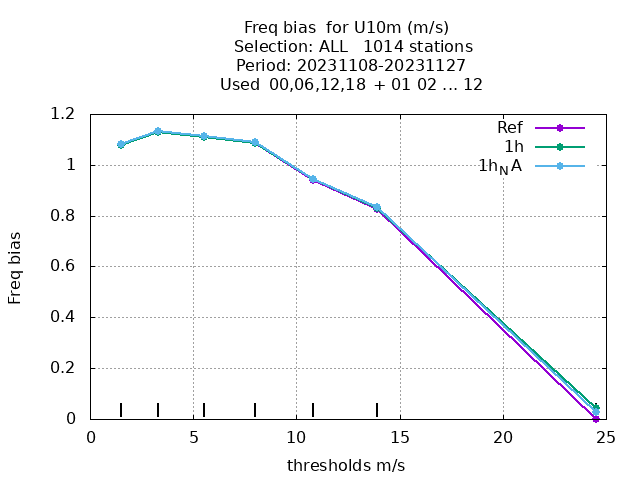 Freq bias  for U10m (m/s)
Selection: ALL   1014 stations
Period: 20231108-20231127
Used  00,06,12,18  + 01 02 ... 12
Ref
1h
1h_NA
Freq bias
1.2
1
0.8
0.6
0.4
0.2
0
0 5 10 15 20 25
thresholds m/s